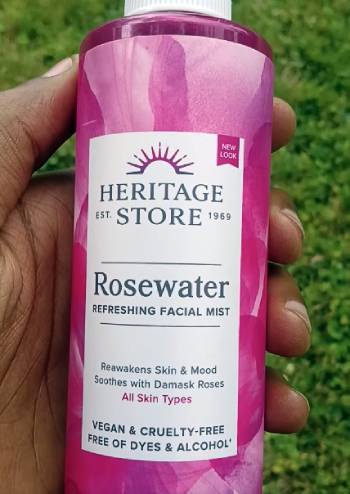 NEW
LOOK
HERITAGE
EST. STORE 1969
Rosewater
REFRESHING FACIAL MIST
Reawakens Skin & Mood
Soothes with Damask Roses
All Skin Types
VEGAN & CRUELTY-FREE
FREE OF DYES & ALCOHOL*